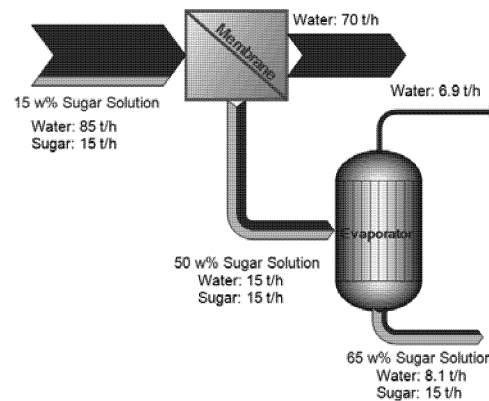 Water: 70 t/h
Membrane
15 w% Sugar Solution
Water: 85 t/h
Sugar: 15 t/h
Water: 6.9 t/h
Evaporator
50 w% Sugar Solution
Water: 15 t/h
Sugar: 15 t/h
65 w% Sugar Solution
Water: 8.1 t/h
Sugar: 15 t/h